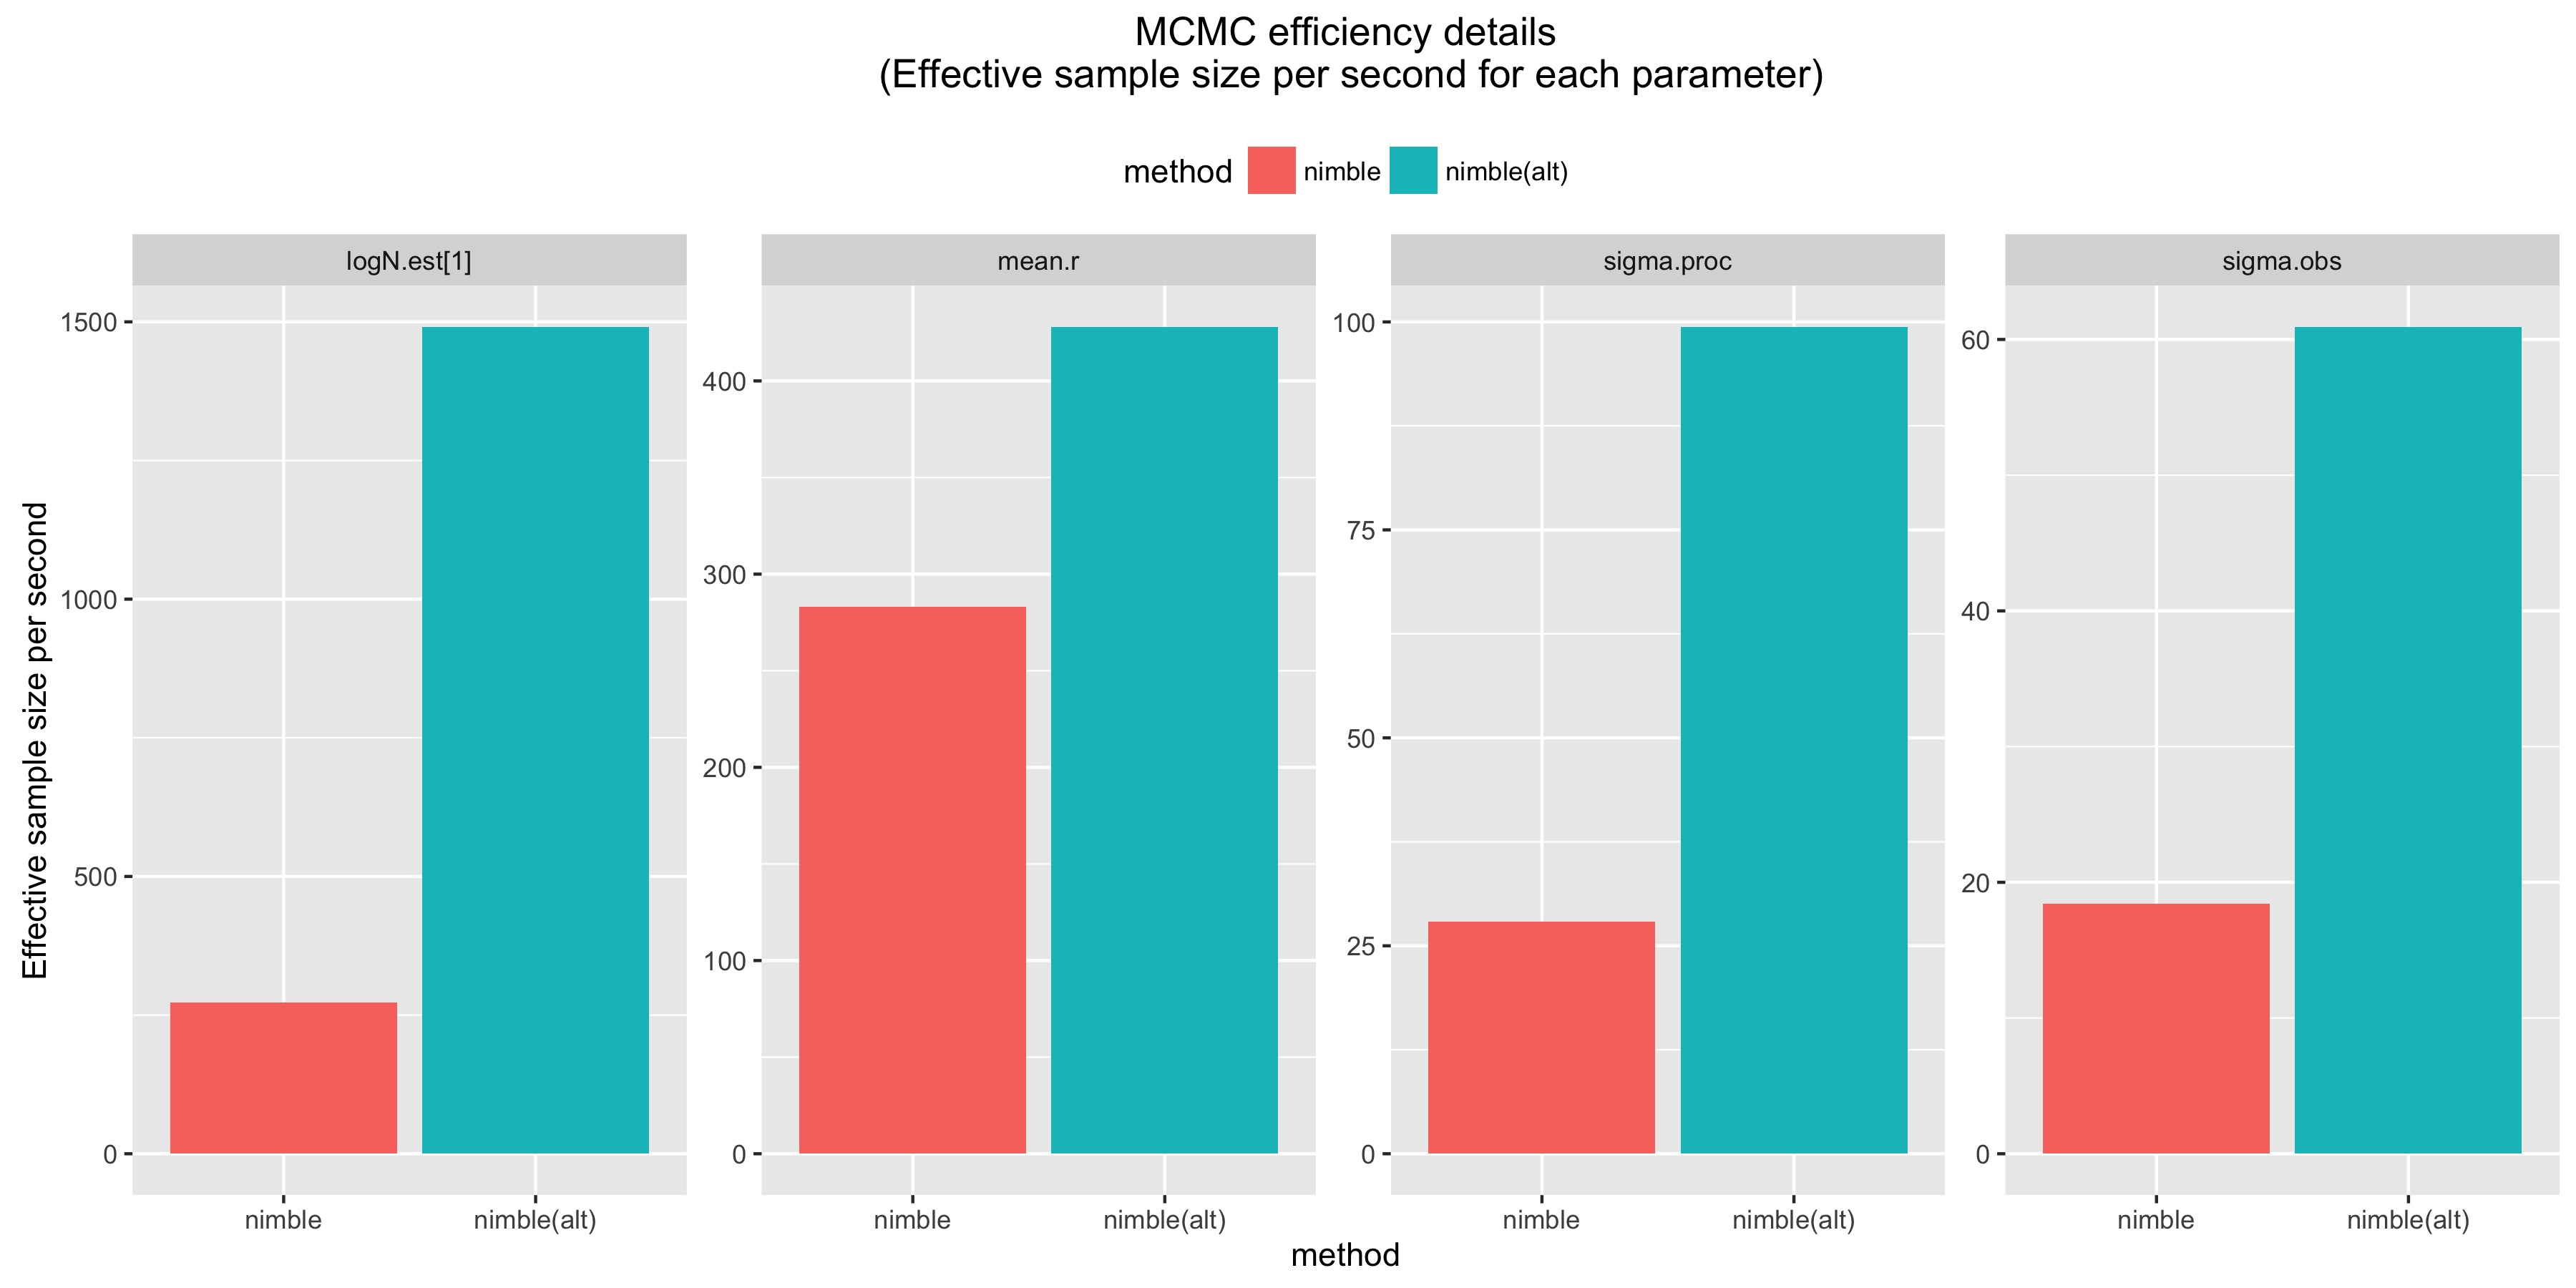 MCMC efficiency details
(Effective sample size per second for each parameter)
method nimble nimble(alt)
logN.est[1] mean.r sigma.proc sigma.obs
Effective sample size per second
1500
1000
500
0
400
300
200
100
0
100
75
50
25
0
60
40
20
0
nimble nimble(alt) nimble nimble(alt) nimble nimble(alt) nimble nimble(alt)
method